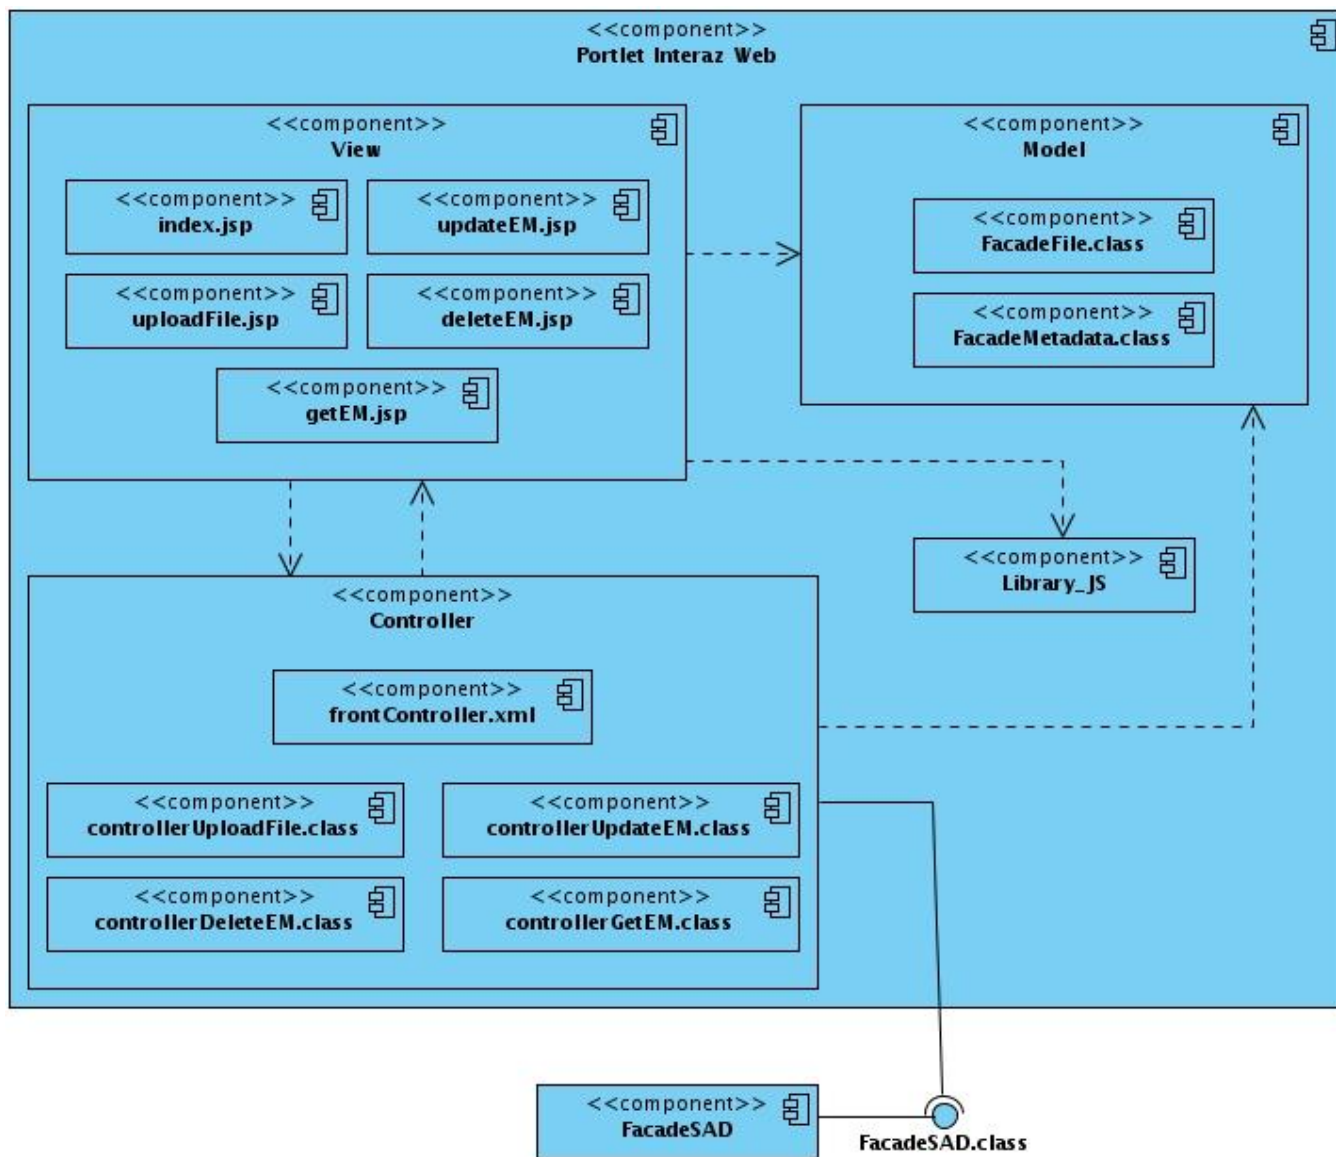 <<component>>
Portlet Interaz Web
<<component>>
View
<<component>>
index.jsp
<<component>>
updateEM.jsp
<<component>>
uploadFile.jsp
<<component>>
deleteEM.jsp
<<component>>
getEM.jsp
<<component>>
Model
<<component>>
FacadeFile.class
<<component>>
FacadeMetadata.class
<<component>>
Library_JS
<<component>>
Controller
<<component>>
frontController.xml
<<component>>
controllerUploadFile.class
<<component>>
controllerUpdateEM.class
<<component>>
controllerDeleteEM.class
<<component>>
controllerGetEM.class
<<component>>
FacadeSAD
FacadeSAD.class